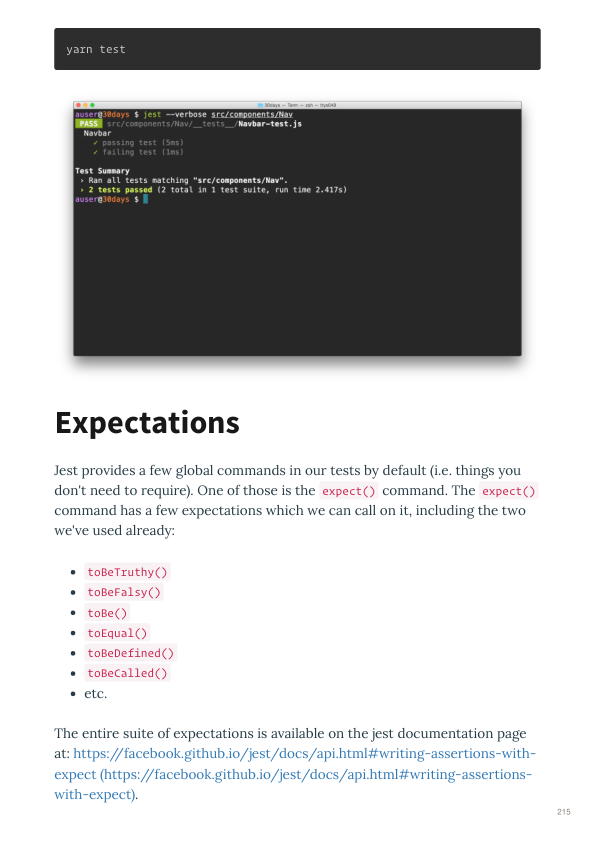 yarn test
30days — Term — zsh — ttys049
auser@30days $ jest --verbose src/components/Nav
PASS src/components/Nav/__tests__/Navbar-test.js
Navbar
✓ passing test (5ms)
✓ failing test (1ms)
Test Summary
› Ran all tests matching "src/components/Nav".
› 2 tests passed (2 total in 1 test suite, run time 2.417s)
auser@30days $
Expectations
Jest provides a few global commands in our tests by default (i.e. things you
don't need to require). One of those is the expect() command. The expect()
command has a few expectations which we can call on it, including the two
we've used already:
• toBeTruthy()
• toBeFalsy()
• toBe()
• toEqual()
• toBeDefined()
• toBeCalled()
• etc.
The entire suite of expectations is available on the jest documentation page
at: https://facebook.github.io/jest/docs/api.html#writing-assertions-with-
expect (https://facebook.github.io/jest/docs/api.html#writing-assertions-
with-expect).
215